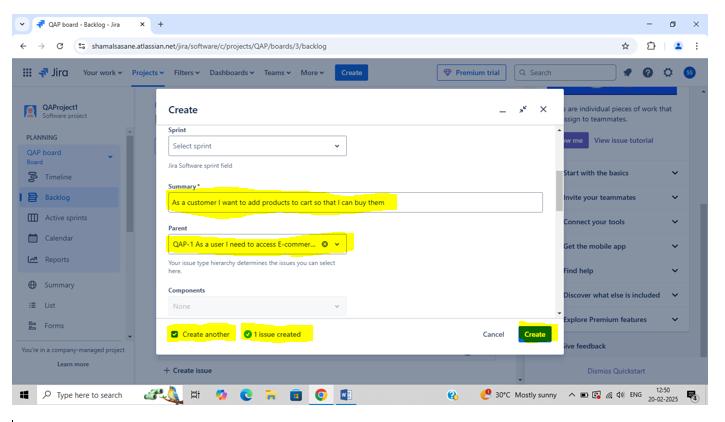 QAP board - Backlog - Jira
shamalsasane.atlassian.net/jira/software/c/projects/QAP/boards/3/backlog
Jira Your work Projects Filters Dashboards Teams More Create Premium trial Search SS
QAProject1
Software project
PLANNING
QAP board
Board
Timeline
Backlog
Active sprints
Calendar
Reports
Summary
List
Forms
You're in a company-managed project
Learn more
Create
Sprint
Select sprint
Jira Software sprint field
Summary*
As a customer I want to add products to cart so that I can buy them
Parent
QAP-1 As a user I need to access E-commer...
Your issue type hierarchy determines the issues you can select
here.
Components
None
Create another 1 issue created Cancel Create
+ Create issue
are individual pieces of work that
ssign to teammates.
ow me View issue tutorial
Start with the basics
Invite your teammates
Connect your tools
Get the mobile app
Find help
Discover what else is included
Explore Premium features
Give feedback
Dismiss Quickstart
Type here to search
30°C Mostly sunny
ENG
12:50
20-02-2025